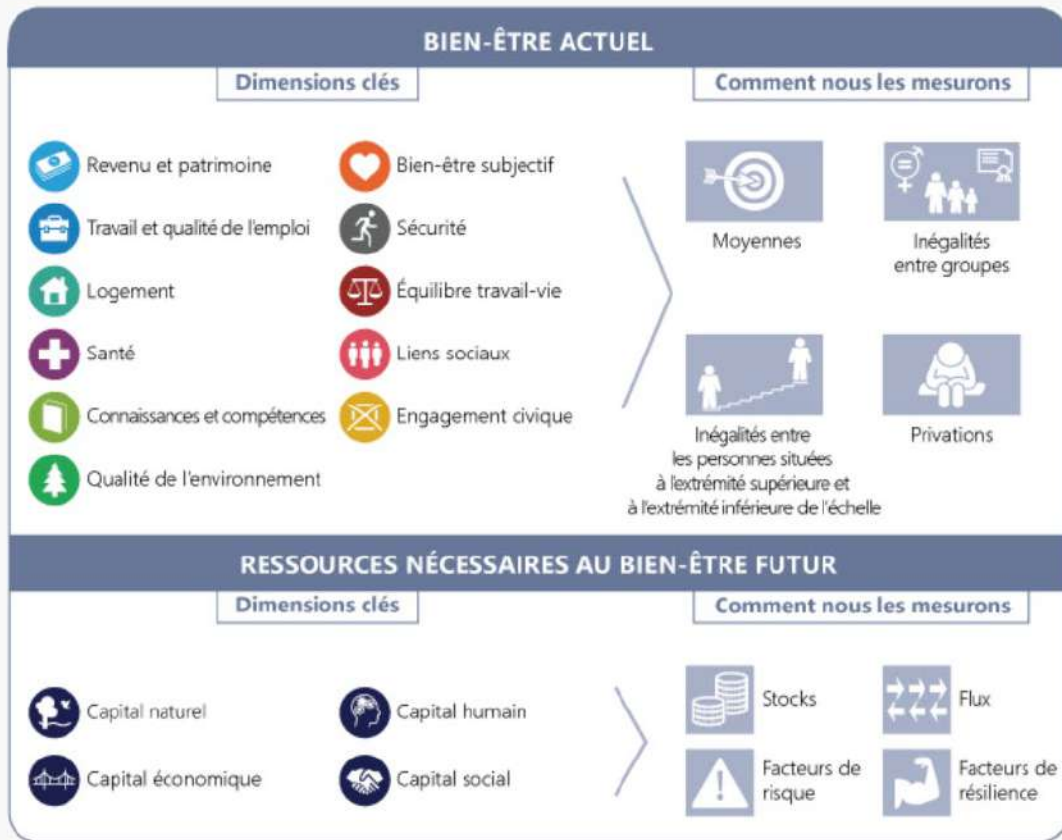 BIEN-ÊTRE ACTUEL
Dimensions clés
Comment nous les mesurons
Revenu et patrimoine
Bien-être subjectif
Travail et qualité de l'emploi
Sécurité
Logement
Équilibre travail-vie
Santé
Liens sociaux
Connaissances et compétences
Engagement civique
Qualité de l'environnement
Moyennes
Inégalités
entre groupes
Inégalités entre
les personnes situées
à l'extrémité supérieure et
à l'extrémité inférieure de l'échelle
Privations
RESSOURCES NÉCESSAIRES AU BIEN-ÊTRE FUTUR
Dimensions clés
Comment nous les mesurons
Capital naturel
Capital humain
Capital économique
Capital social
Stocks
Flux
Facteurs de
risque
Facteurs de
résilience